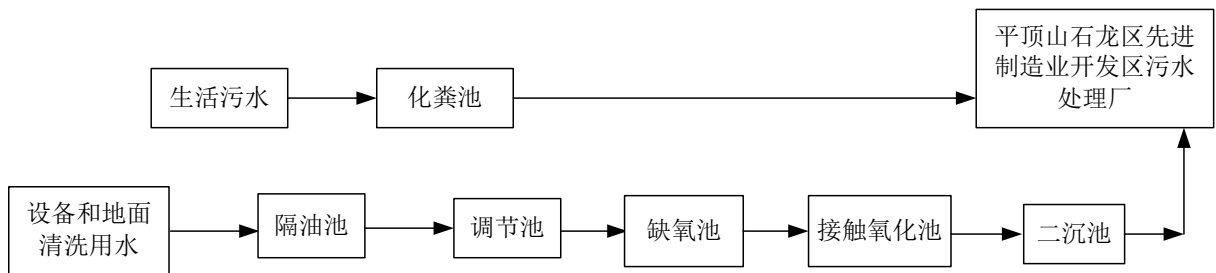 平顶山石龙区先进
制造业开发区污水
处理厂
生活污水
化粪池
设备和地面
清洗用水
隔油池
调节池
缺氧池
接触氧化池
二沉池